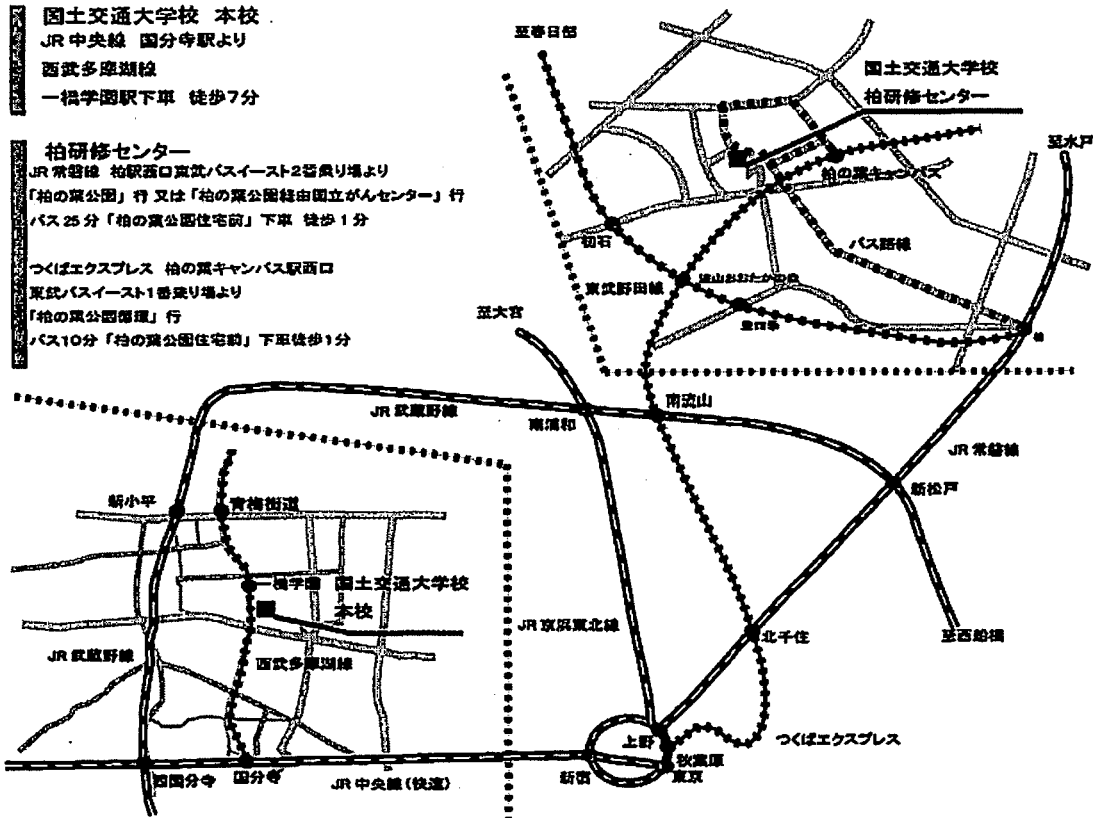 国土交通大学校 本校
JR中央線 国分寺駅より
西武多摩湖線
一橋学園駅下車 徒歩7分
柏研修センター
JR常磐線 柏駅西口東武バスイースト2番乗り場より
「柏の葉公園」行 又は「柏の葉公園経由国立がんセンター」行
バス25分「柏の葉公園住宅前」下車 徒歩1分
つくばエクスプレス 柏の葉キャンパス駅西口
東武バスイースト1番乗り場より
「柏の葉公園循環」行
バス10分「柏の葉公園住宅前」下車徒歩1分
至春日部
国土交通大学校
柏研修センター
至水戸
柏の葉キャンパス
初石
バス路線
東武野田線
流山おおたかの森
豊四季
至大宮
JR武蔵野線
南浦和
南流山
JR常磐線
新松戸
新小平
青梅街道
一橋学園
国土交通大学校
本校
JR京浜東北線
北千住
至西船橋
JR武蔵野線
西武多摩湖線
上野
つくばエクスプレス
秋葉原
西国分寺
国分寺
JR中央線(快速)
新宿
東京